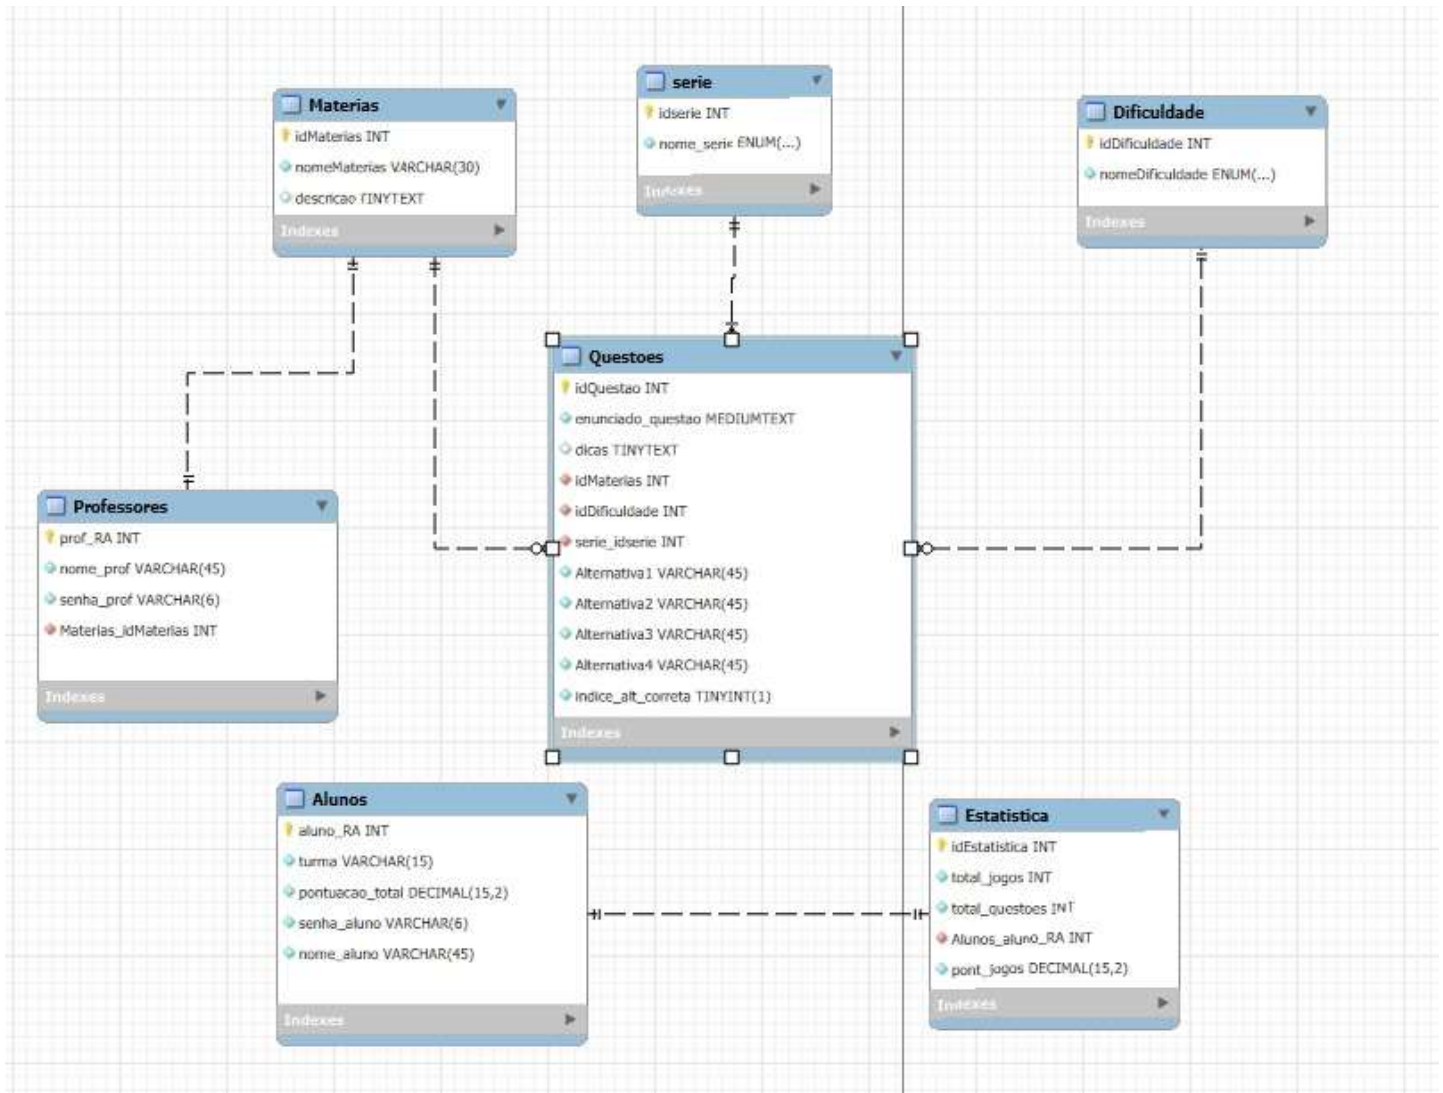 Materias
idMaterias INT
nomeMaterias VARCHAR(30)
descricao TINYTEXT
Indexes
serie
idserie INT
nome_serie ENUM(...)
Indexes
Dificuldade
idDificuldade INT
nomeDificuldade ENUM(...)
Indexes
Questoes
idQuestao INT
enunciado_questao MEDIUMTEXT
dicas TINYTEXT
idMaterias INT
idDificuldade INT
serie_idserie INT
Alternativa1 VARCHAR(45)
Alternativa2 VARCHAR(45)
Alternativa3 VARCHAR(45)
Alternativa4 VARCHAR(45)
indice_alt_correta TINYINT(1)
Indexes
Professores
prof_RA INT
nome_prof VARCHAR(45)
senha_prof VARCHAR(6)
Materias_idMaterias INT
Indexes
Alunos
aluno_RA INT
turma VARCHAR(15)
pontuacao_total DECIMAL(15,2)
senha_aluno VARCHAR(6)
nome_aluno VARCHAR(45)
Indexes
Estatistica
idEstatistica INT
total_jogos INT
total_questoes INT
Alunos_aluno_RA INT
pont_jogos DECIMAL(15,2)
Indexes